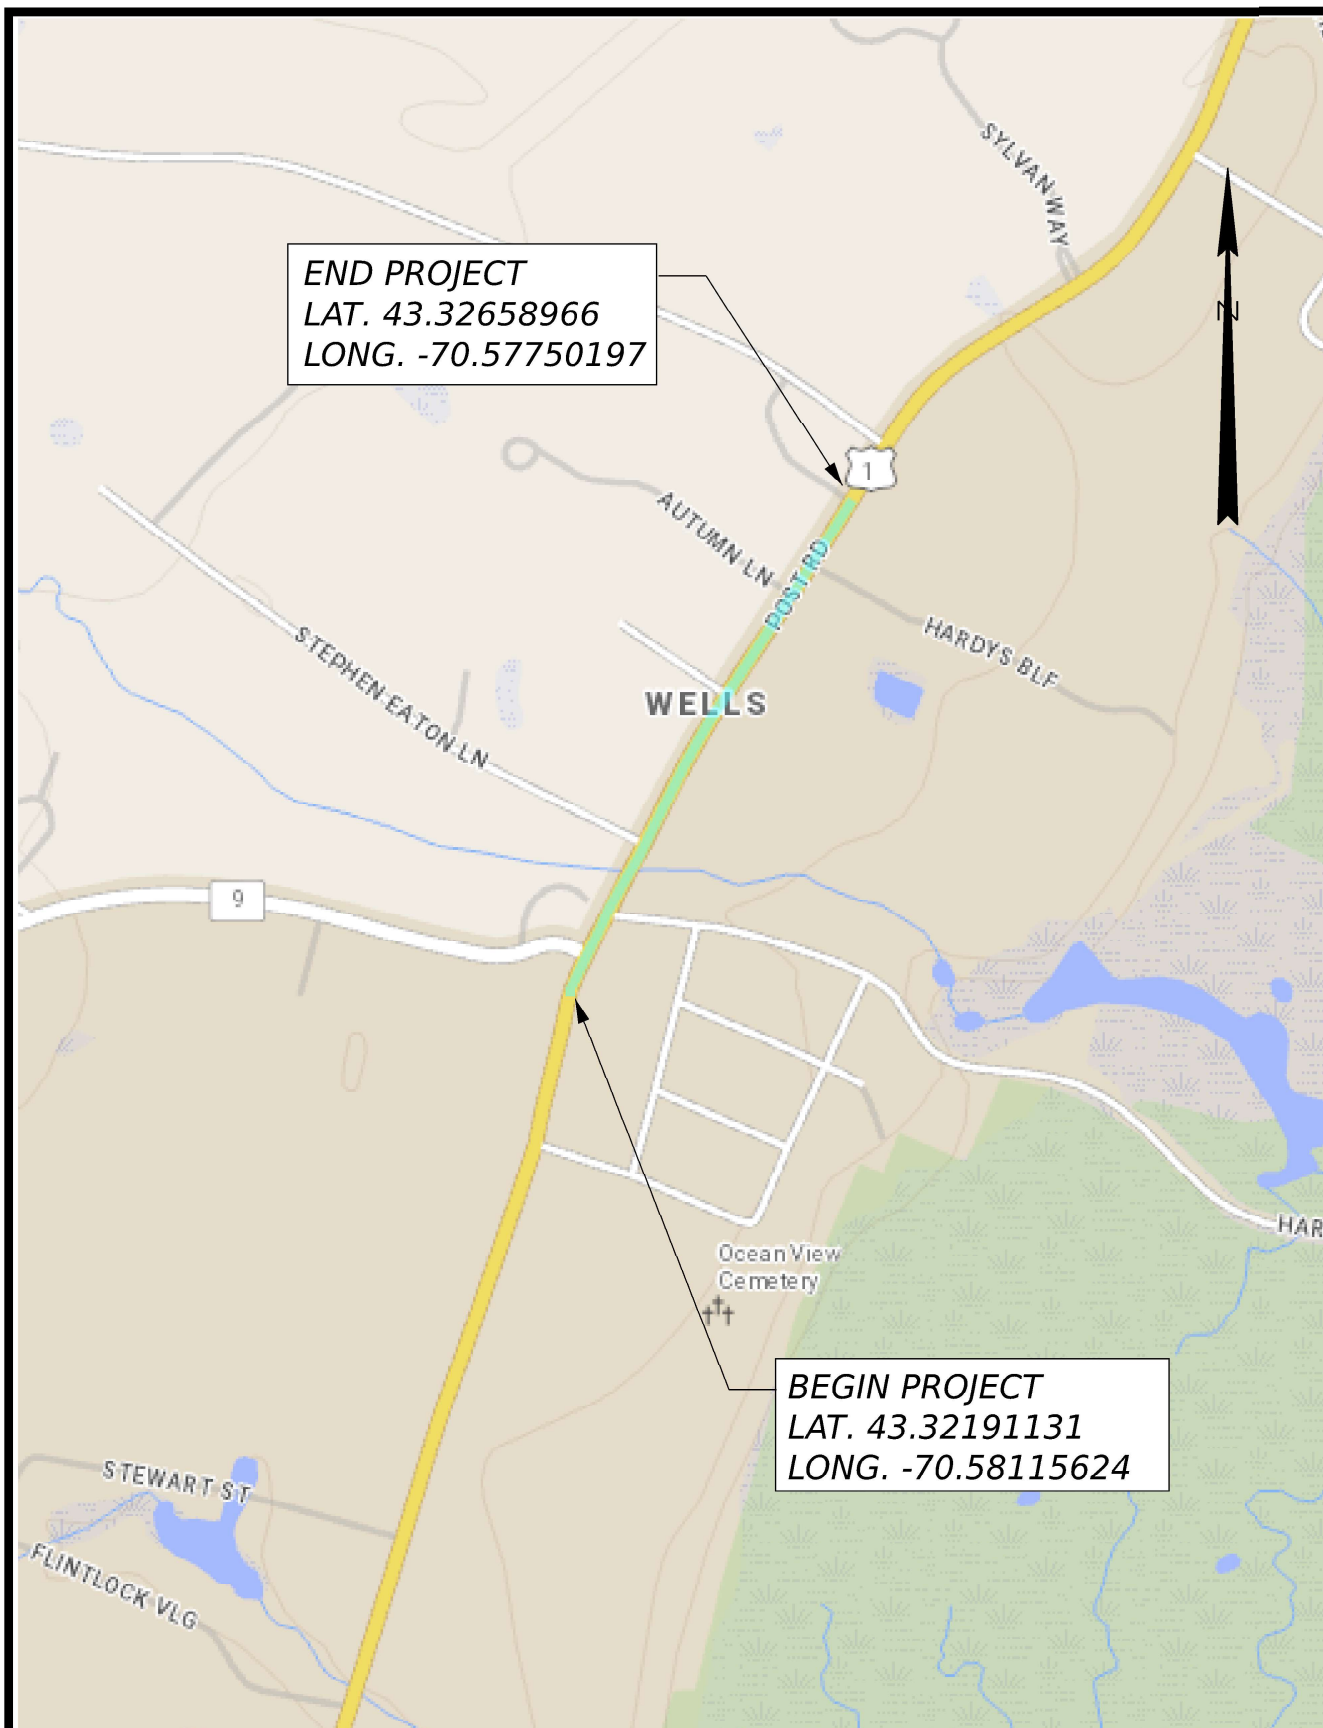 SYLVAN WAY
END PROJECT
LAT. 43.32658966
LONG. -70.57750197
N
1
AUTUMN LN
POST RD
HARDYS BLF
STEPHEN EATON LN
WELLS
9
HAR
Ocean View
Cemetery
BEGIN PROJECT
LAT. 43.32191131
LONG. -70.58115624
STEWART ST
FLINTLOCK VLG